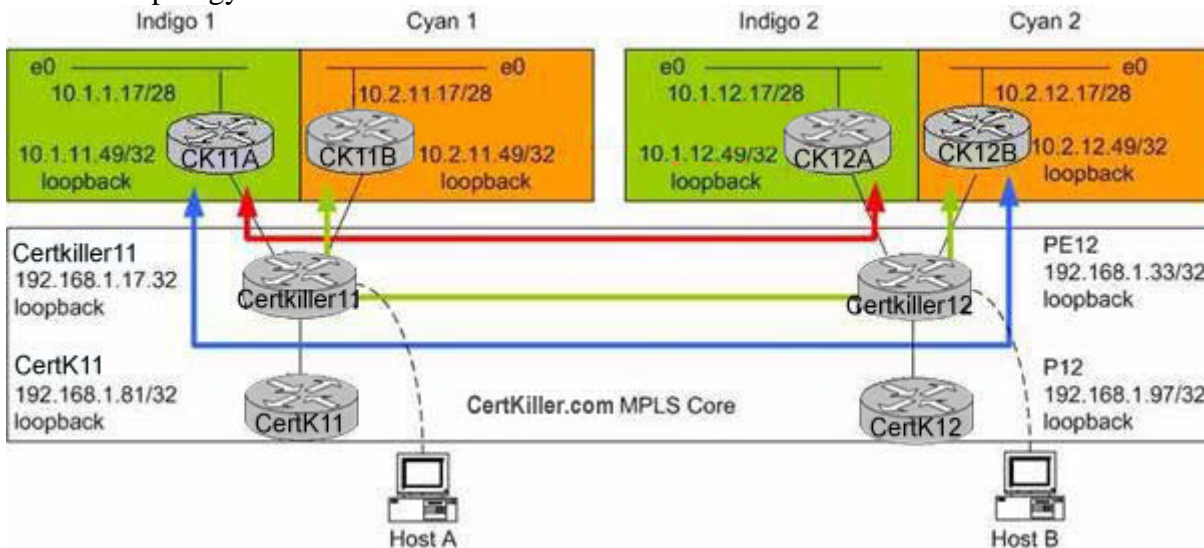 Indigo 1 Cyan 1 Indigo 2 Cyan 2
e0 e0 e0 e0
10.1.1.17/28 10.2.11.17/28 10.1.12.17/28 10.2.12.17/28
CK11A CK11B CK12A CK12B
10.1.11.49/32 loopback
10.2.11.49/32 loopback
10.1.12.49/32 loopback
10.2.12.49/32 loopback
Certkiller11
192.168.1.17.32
loopback
Certkiller11
Certkiller12
PE12
192.168.1.33/32
loopback
CertK11
192.168.1.81/32
loopback
CertK11
CertKiller.com MPLS Core
CertK12
P12
192.168.1.97/32
loopback
Host A
Host B